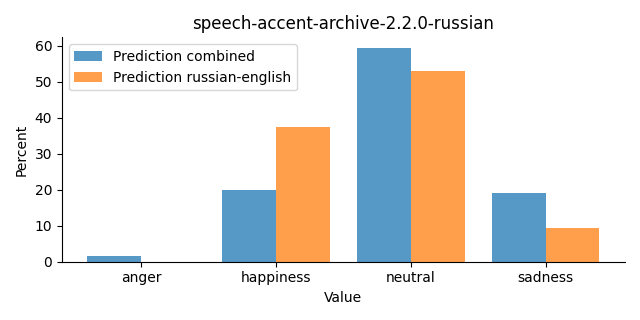 speech-accent-archive-2.2.0-russian
Prediction combined
Prediction russian-english
Percent
60
50
40
30
20
10
0
anger happiness neutral sadness
Value